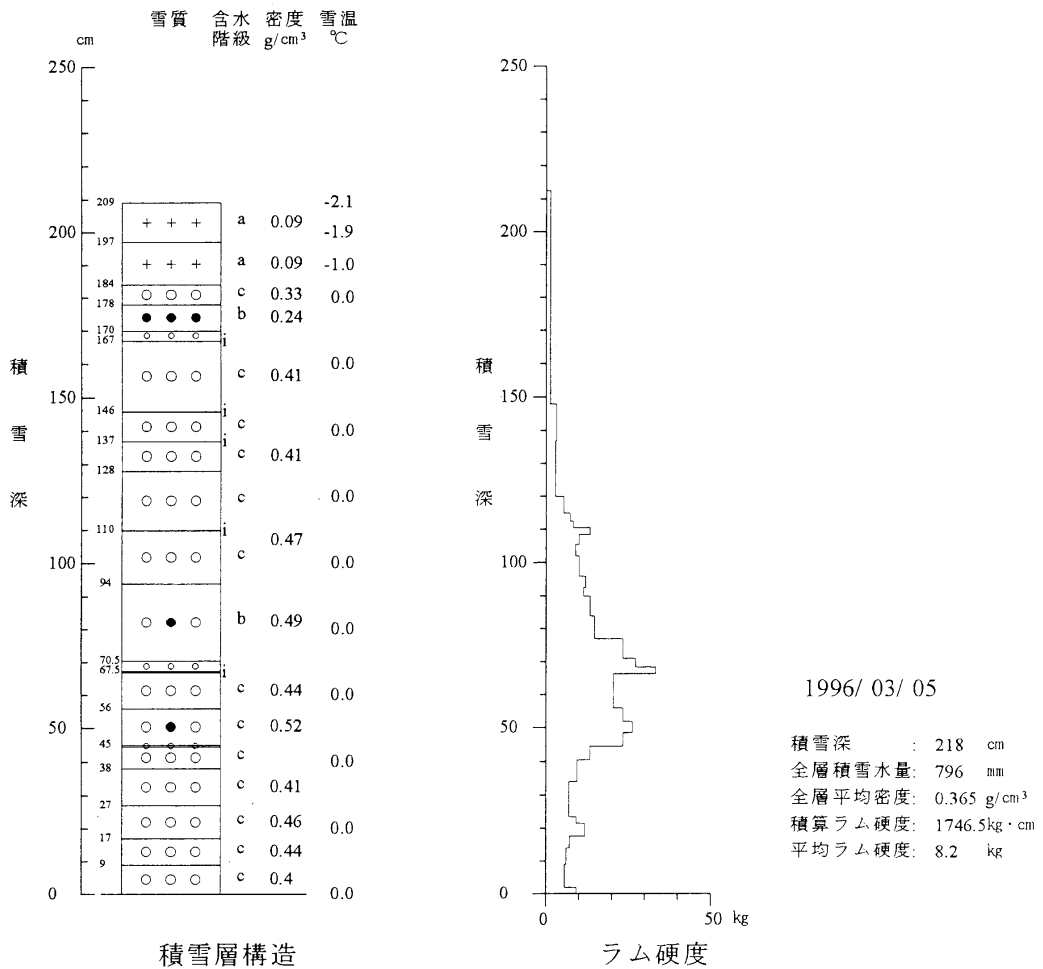 雪質 含水 密度 雪温
cm 階級 g/cm³ ℃
250
200
150
100
50
0
積雪深
209
197
184
178
170
167
146
137
128
110
94
70.5
67.5
56
45
38
27
17
9
a 0.09
a 0.09
c 0.33
b 0.24
i
c 0.41
i
c
i
c 0.41
c
i
0.47
c
b 0.49
i
c 0.44
c 0.52
c
c 0.41
c 0.46
c 0.44
c 0.4
-2.1
-1.9
-1.0
0.0
0.0
0.0
0.0
0.0
0.0
0.0
0.0
0.0
0.0
積雪層構造
250
200
150
100
50
0
積雪深
0 50 kg
ラム硬度
1996/ 03/ 05
積雪深 : 218 cm
全層積雪水量: 796 mm
全層平均密度: 0.365 g/cm³
積算ラム硬度: 1746.5kg・cm
平均ラム硬度: 8.2 kg